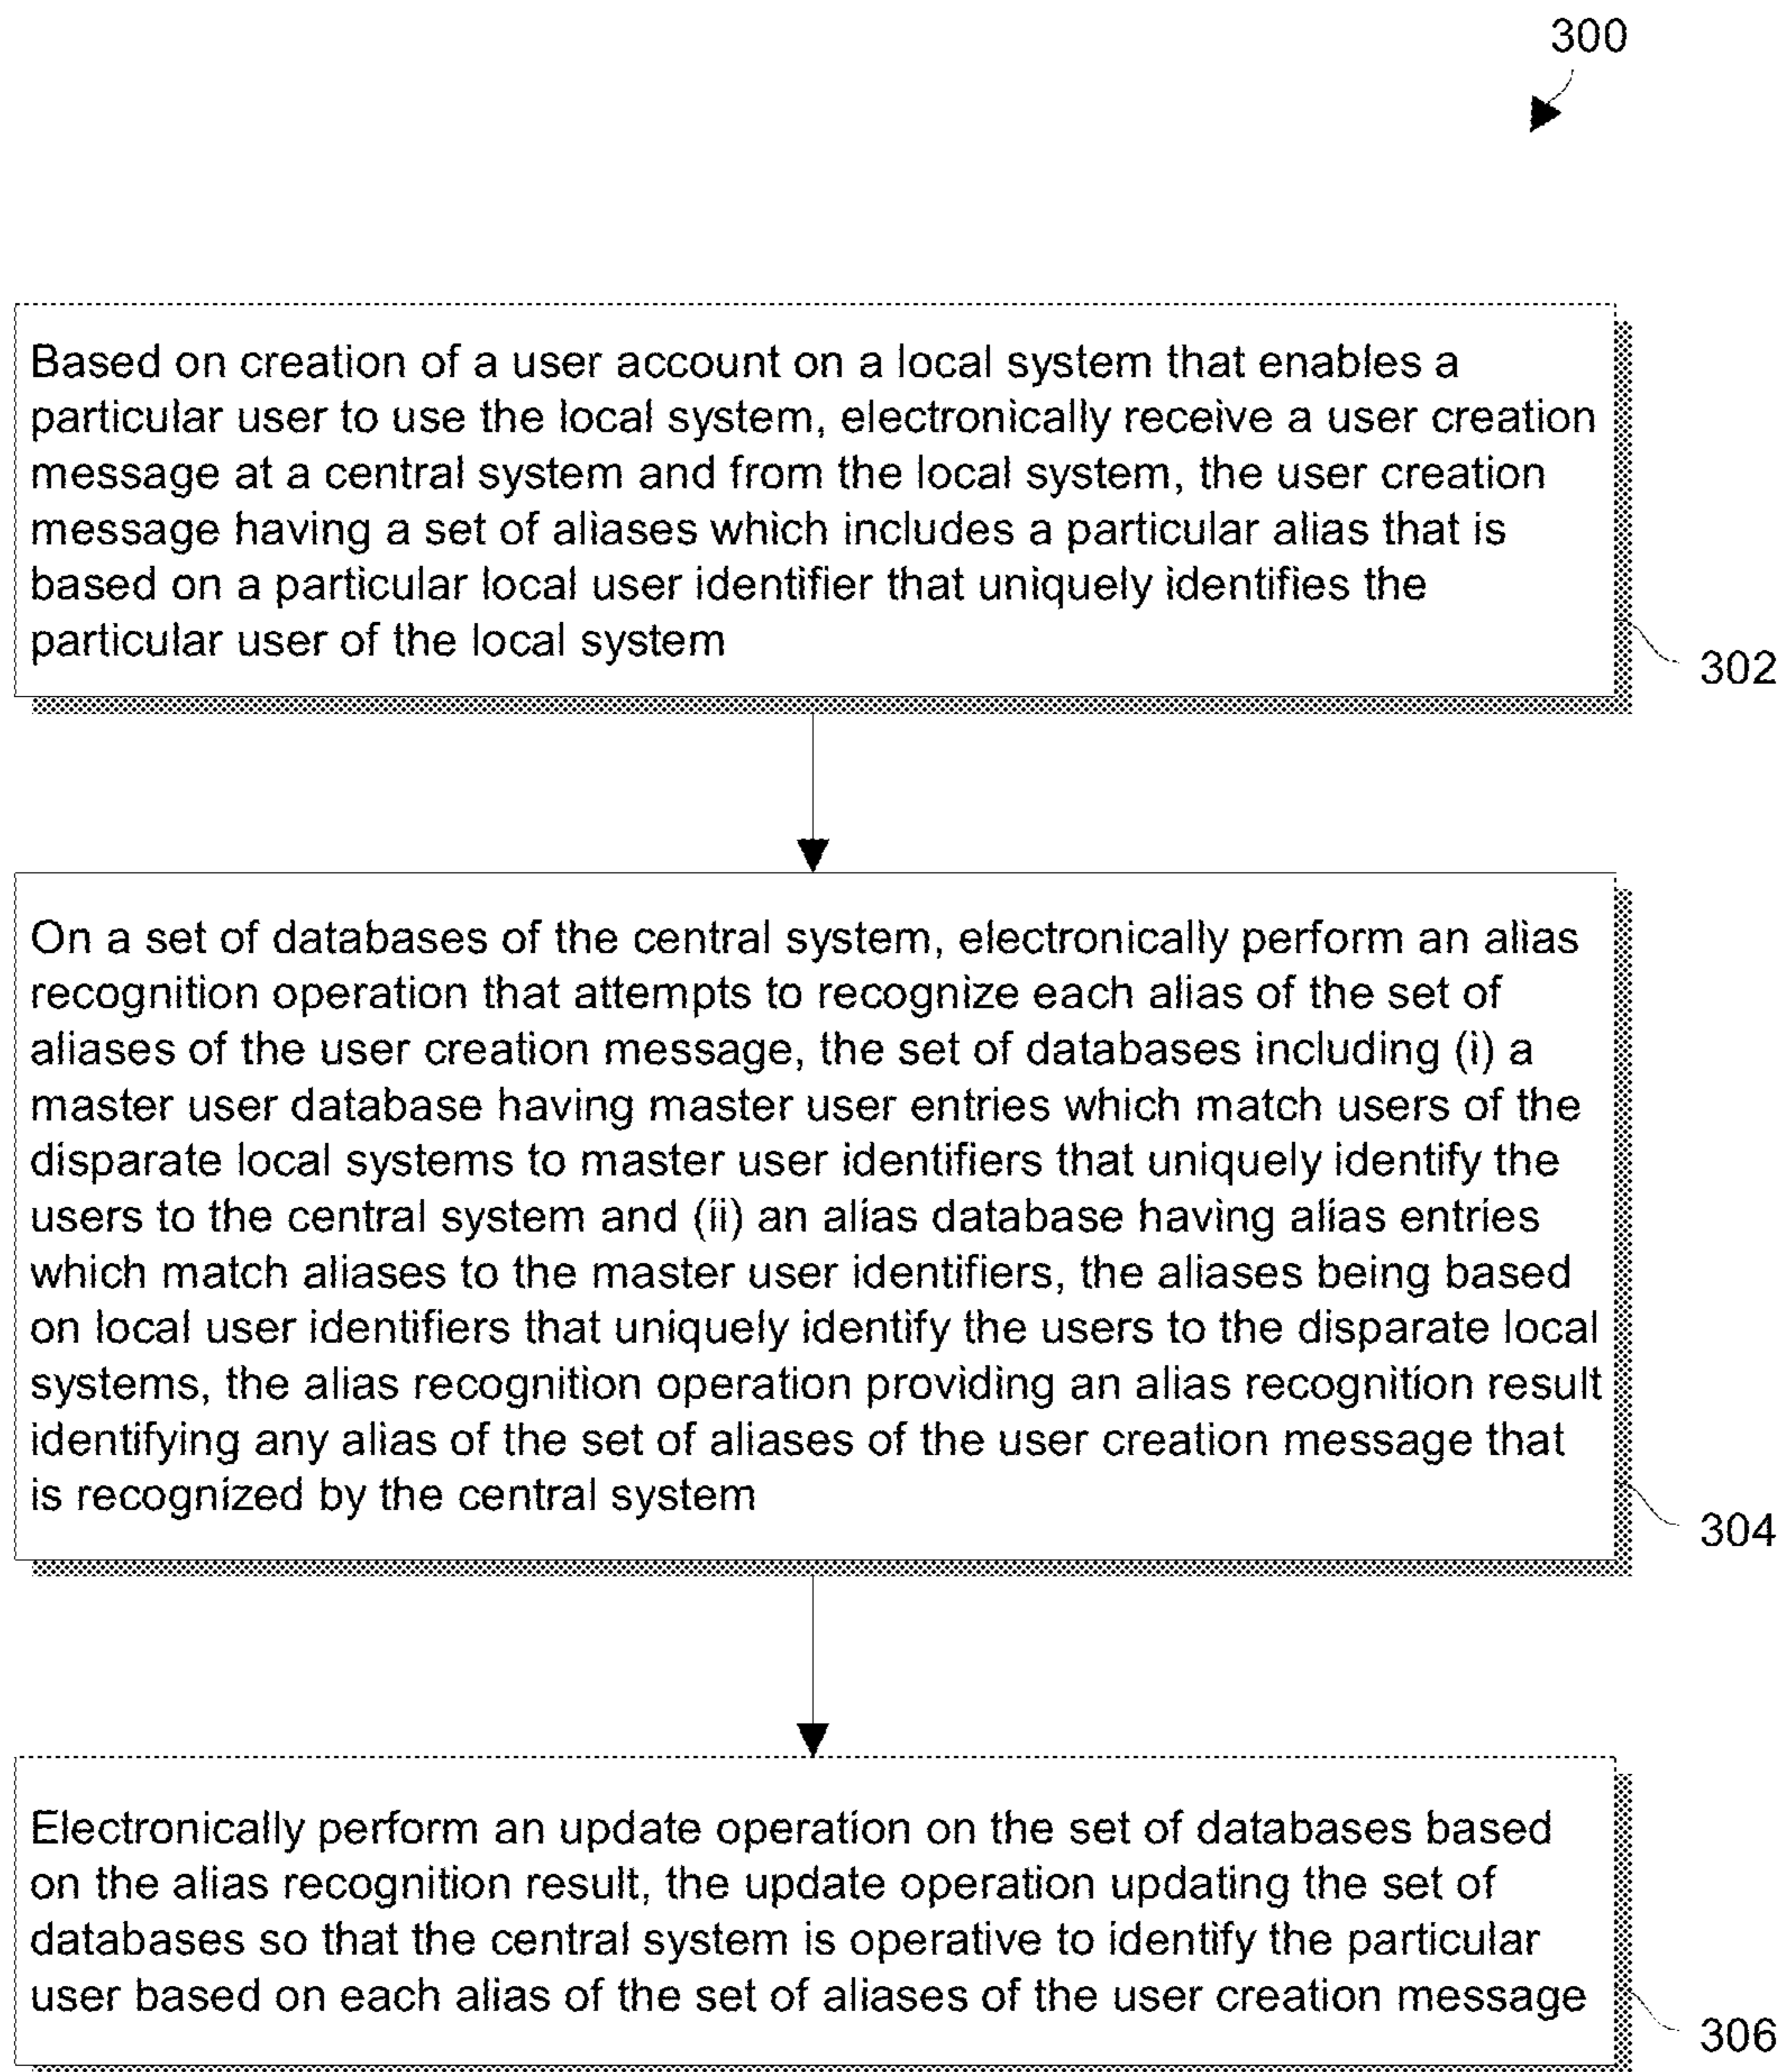 300
Based on creation of a user account on a local system that enables a
particular user to use the local system, electronically receive a user creation
message at a central system and from the local system, the user creation
message having a set of aliases which includes a particular alias that is
based on a particular local user identifier that uniquely identifies the
particular user of the local system
302
On a set of databases of the central system, electronically perform an alias
recognition operation that attempts to recognize each alias of the set of
aliases of the user creation message, the set of databases including (i) a
master user database having master user entries which match users of the
disparate local systems to master user identifiers that uniquely identify the
users to the central system and (ii) an alias database having alias entries
which match aliases to the master user identifiers, the aliases being based
on local user identifiers that uniquely identify the users to the disparate local
systems, the alias recognition operation providing an alias recognition result
identifying any alias of the set of aliases of the user creation message that
is recognized by the central system
304
Electronically perform an update operation on the set of databases based
on the alias recognition result, the update operation updating the set of
databases so that the central system is operative to identify the particular
user based on each alias of the set of aliases of the user creation message
306